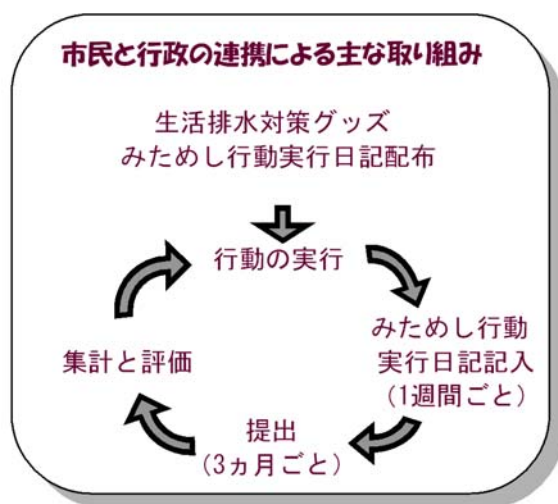 市民と行政の連携による主な取り組み
生活排水対策グッズ
みためし行動実行日記配布
行動の実行
みためし行動
実行日記記入
(1週間ごと)
提出
(3ヵ月ごと)
集計と評価